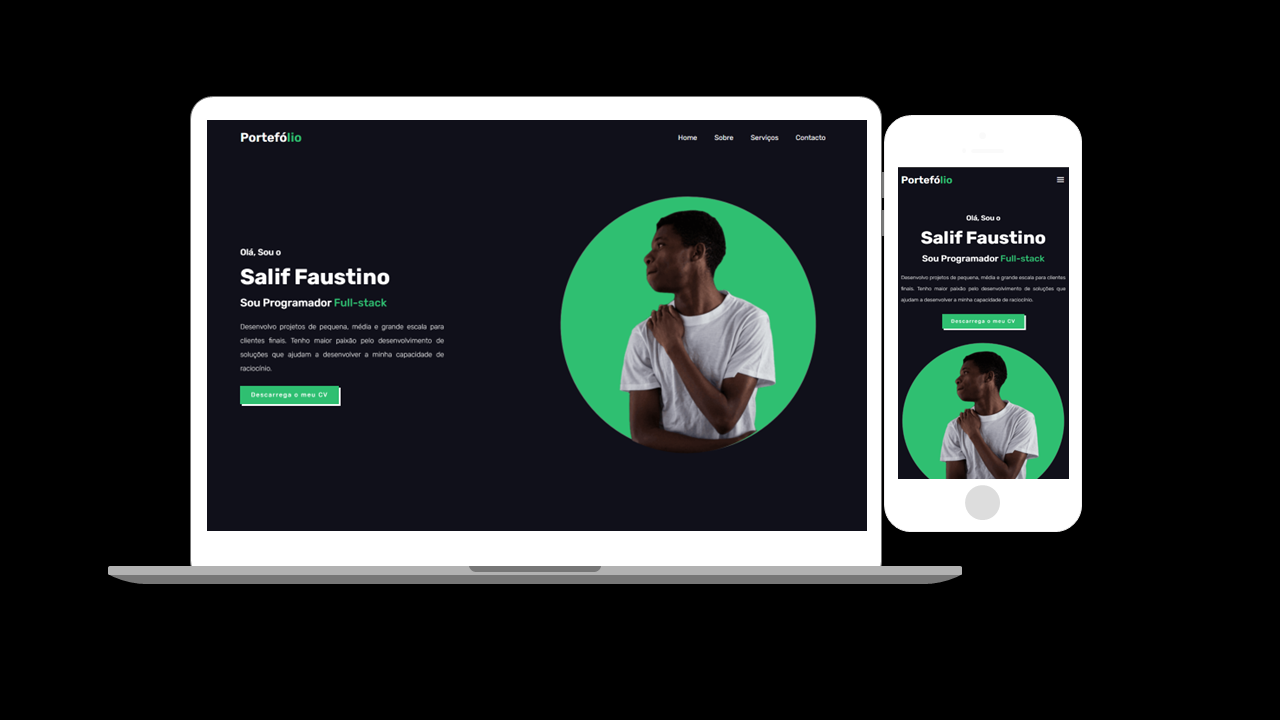 Portefólio
Home Sobre Serviços Contacto
Olá, Sou o
Salif Faustino
Sou Programador Full-stack
Desenvolvo projetos de pequena, média e grande escala para
clientes finais. Tenho maior paixão pelo desenvolvimento de
soluções que ajudam a desenvolver a minha capacidade de
raciocínio.
Descarrega o meu CV
Portefólio
Olá, Sou o
Salif Faustino
Sou Programador Full-stack
Desenvolvo projetos de pequena, média e grande escala para clientes
finais. Tenho maior paixão pelo desenvolvimento de soluções que
ajudam a desenvolver a minha capacidade de raciocínio.
Descarrega o meu CV